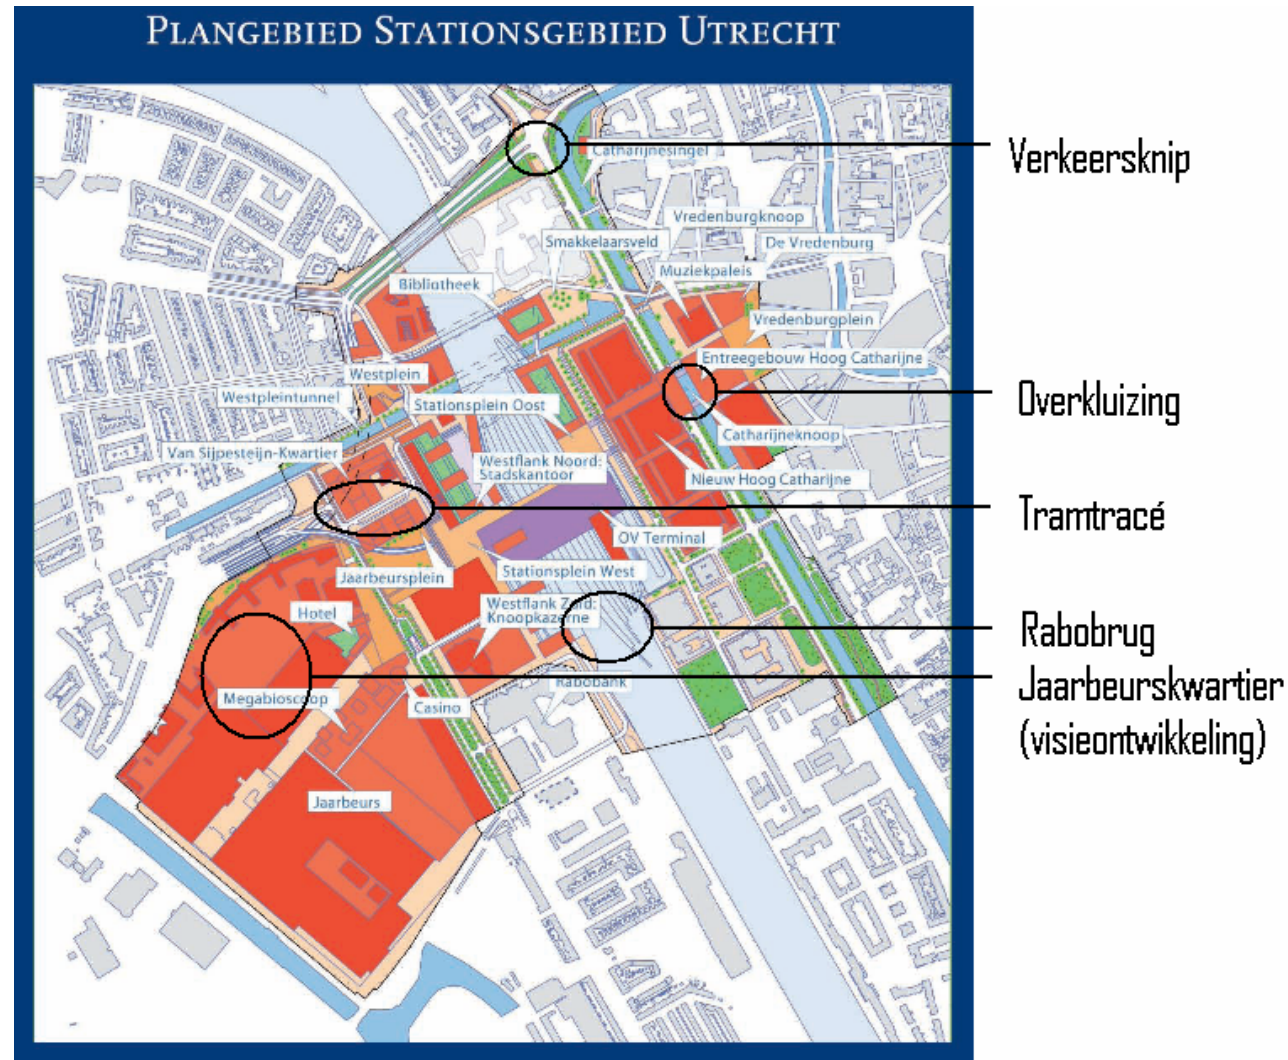 PLANGEBIED STATIONSGEBIED UTRECHT
Catharijnesingel
Verkeersknip
Vredenburgknoop
Smakkelaarsveld
De Vredenburg
Muziekpaleis
Bibliotheek
Vredenburgplein
Entreegebouw Hoog Catharijne
Westplein
Westpleintunnel
Stationsplein Oost
Overkluizing
Catharijneknoop
Van Sijpesteijn-Kwartier
Westflank Noord:
Stadskantoor
Nieuw Hoog Catharijne
Tramtracé
OV Terminal
Jaarbeursplein
Stationsplein West
Hotel
Westflank Zuid:
Knoopkazerne
Rabobrug
Rabobank
Jaarbeurskwartier
(visieontwikkeling)
Megabioscoop
Casino
Jaarbeurs